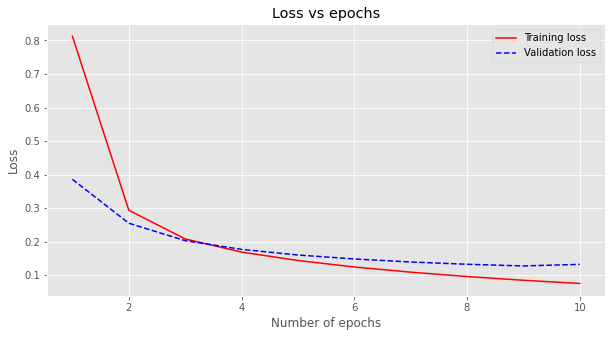 Loss vs epochs
Training loss
Validation loss
0.8
0.7
0.6
0.5
0.4
0.3
0.2
0.1
Loss
2 4 6 8 10
Number of epochs